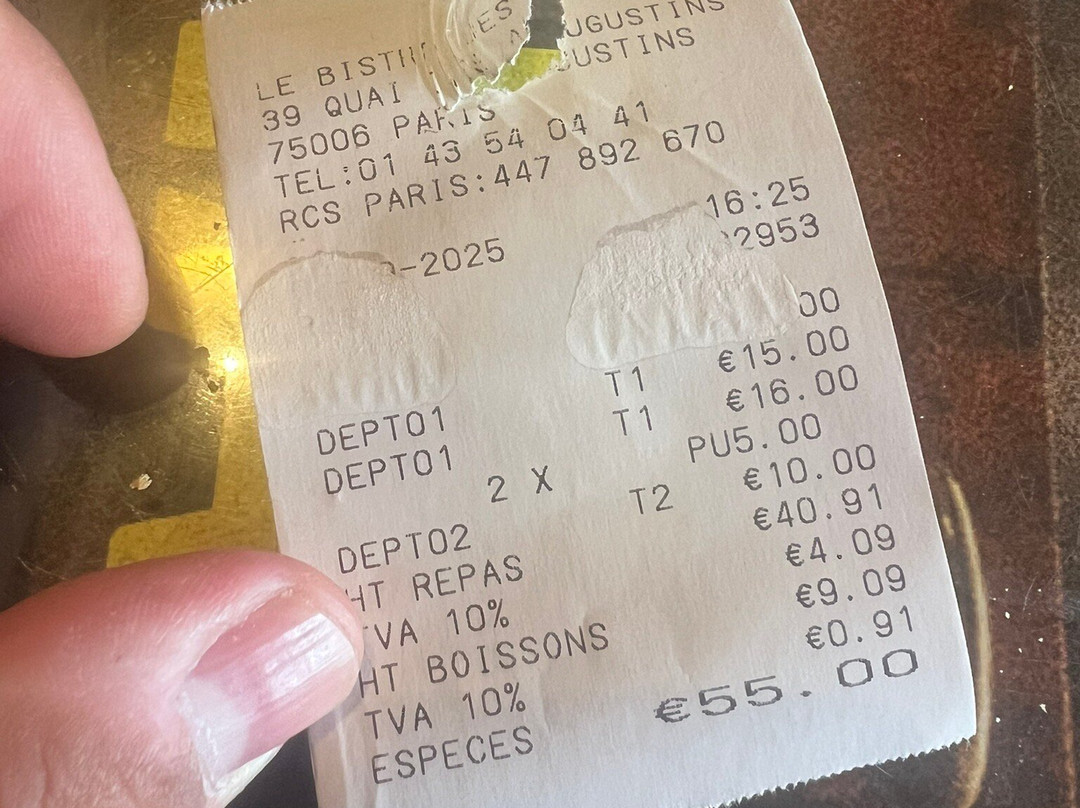 LE BISTR UGUSTINS
39 QUAI USTINS
75006 PARIS
TEL:01 43 54 04 41
RCS PARIS:447 892 670
16:25
-2025 2953
00
DEPT01 T1 €15.00
DEPT01 T1 €16.00
2 X PU5.00
DEPT02 T2 €10.00
HT REPAS €40.91
TVA 10% €4.09
HT BOISSONS €9.09
TVA 10% €0.91
ESPECES €55.00